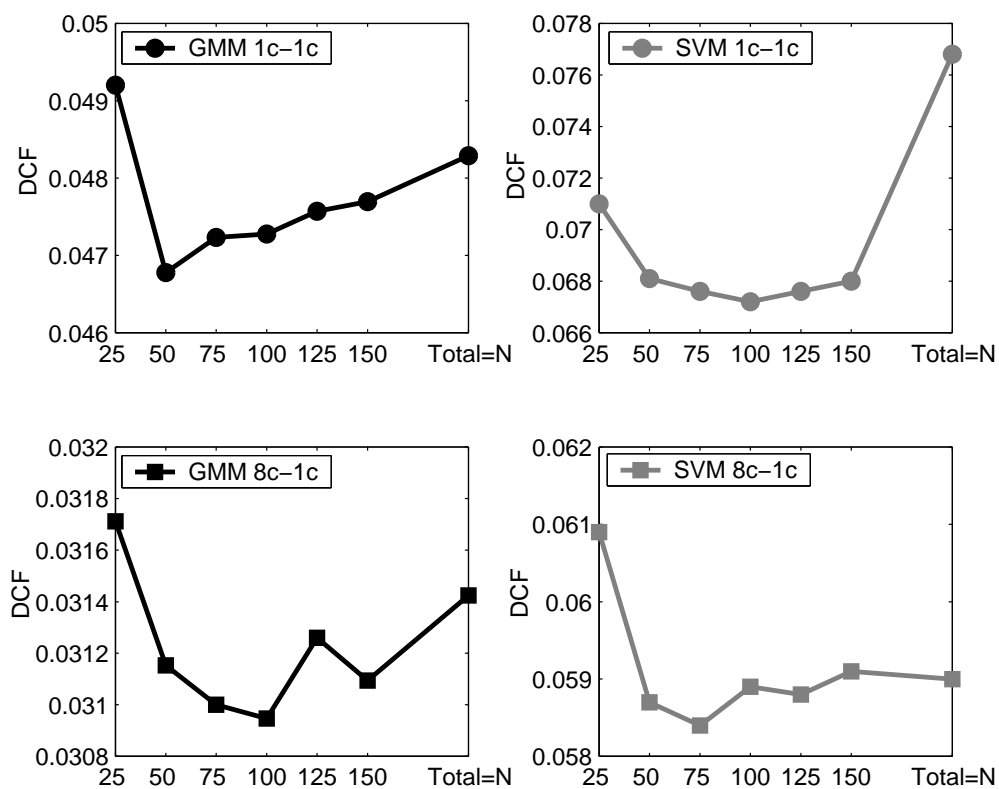 0.05
GMM 1c–1c
0.049
0.048
0.047
0.046
DCF
25 50 75 100 125 150 Total=N
0.078
SVM 1c–1c
0.076
0.074
0.072
0.07
0.068
0.066
DCF
25 50 75 100 125 150 Total=N
0.032
GMM 8c–1c
0.0318
0.0316
0.0314
0.0312
0.031
0.0308
DCF
25 50 75 100 125 150 Total=N
0.062
SVM 8c–1c
0.061
0.06
0.059
0.058
DCF
25 50 75 100 125 150 Total=N